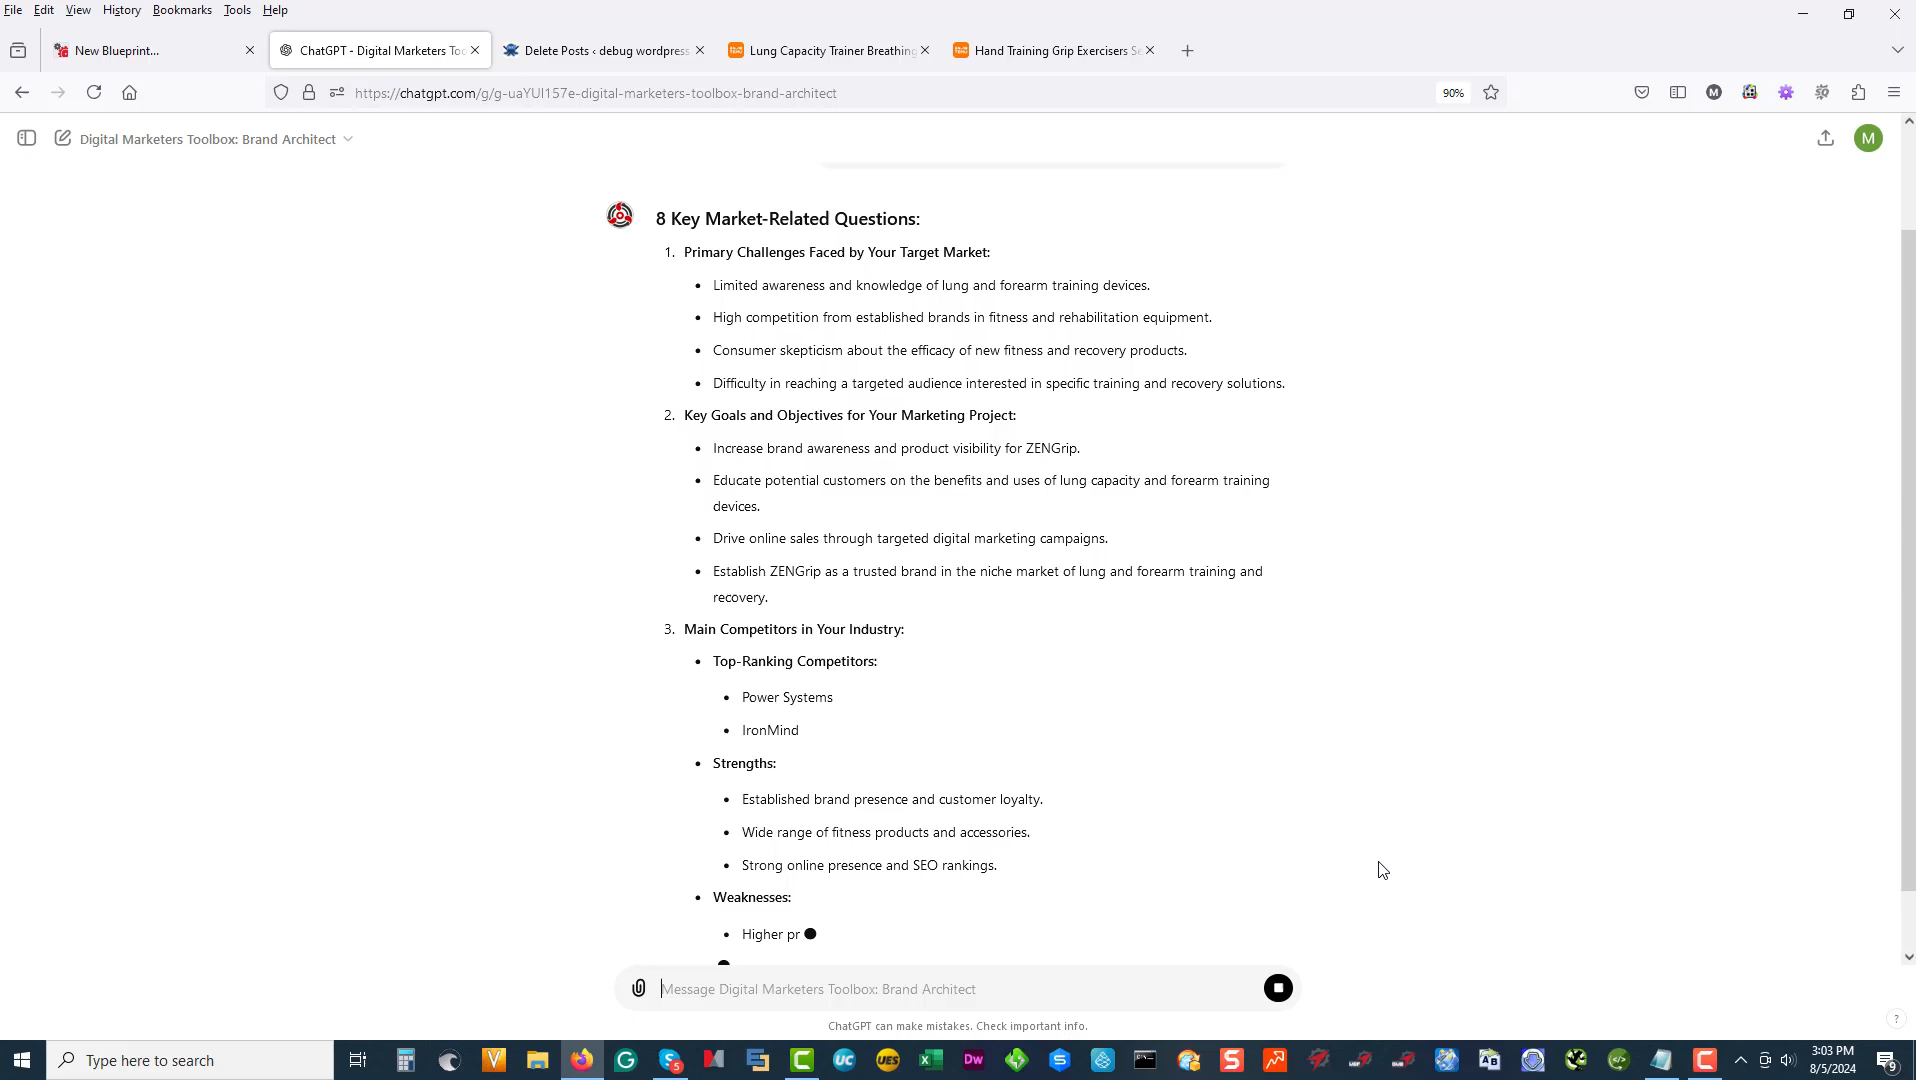 File Edit View History Bookmarks Tools Help
New Blueprint...
ChatGPT - Digital Marketers Too
Delete Posts ‹ debug wordpress
Lung Capacity Trainer Breathing
Hand Training Grip Exercisers Se
https://chatgpt.com/g/g-uaYUI157e-digital-marketers-toolbox-brand-architect
90%
Digital Marketers Toolbox: Brand Architect
M
8 Key Market-Related Questions:
1. Primary Challenges Faced by Your Target Market:
• Limited awareness and knowledge of lung and forearm training devices.
• High competition from established brands in fitness and rehabilitation equipment.
• Consumer skepticism about the efficacy of new fitness and recovery products.
• Difficulty in reaching a targeted audience interested in specific training and recovery solutions.
2. Key Goals and Objectives for Your Marketing Project:
• Increase brand awareness and product visibility for ZENGrip.
• Educate potential customers on the benefits and uses of lung capacity and forearm training
devices.
• Drive online sales through targeted digital marketing campaigns.
• Establish ZENGrip as a trusted brand in the niche market of lung and forearm training and
recovery.
3. Main Competitors in Your Industry:
• Top-Ranking Competitors:
• Power Systems
• IronMind
• Strengths:
• Established brand presence and customer loyalty.
• Wide range of fitness products and accessories.
• Strong online presence and SEO rankings.
• Weaknesses:
• Higher pr
Message Digital Marketers Toolbox: Brand Architect
ChatGPT can make mistakes. Check important info.
?
Type here to search
3:03 PM
8/5/2024